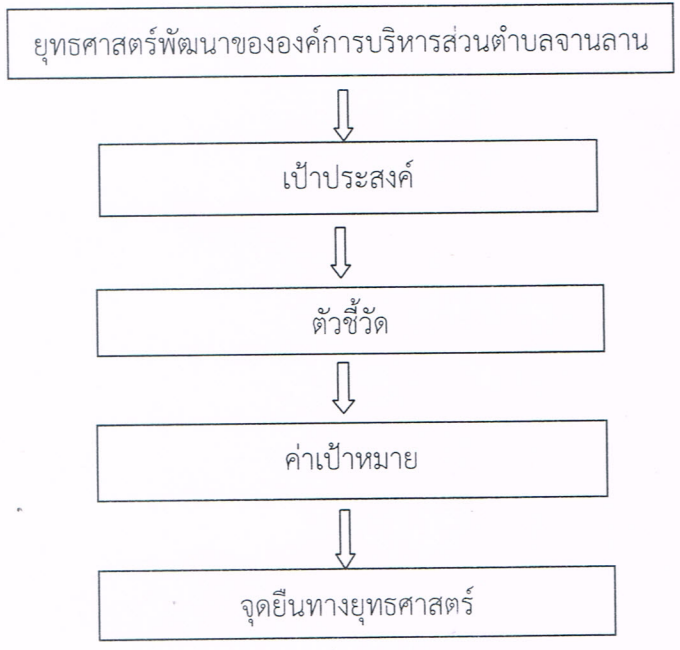 ยุทธศาสตร์พัฒนาขององค์การบริหารส่วนตำบลจานลาน
เป้าประสงค์
ตัวชี้วัด
ค่าเป้าหมาย
จุดยืนทางยุทธศาสตร์